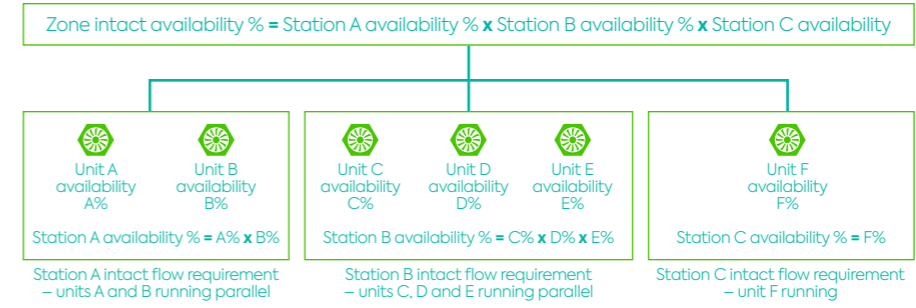 Zone intact availability % = Station A availability % x Station B availability % x Station C availability
Unit A
availability
A%
Unit B
availability
B%
Station A availability % = A% x B%
Station A intact flow requirement
– units A and B running parallel
Unit C
availability
C%
Unit D
availability
D%
Unit E
availability
E%
Station B availability % = C% x D% x E%
Station B intact flow requirement
– units C, D and E running parallel
Unit F
availability
F%
Station C availability % = F%
Station C intact flow requirement
– unit F running